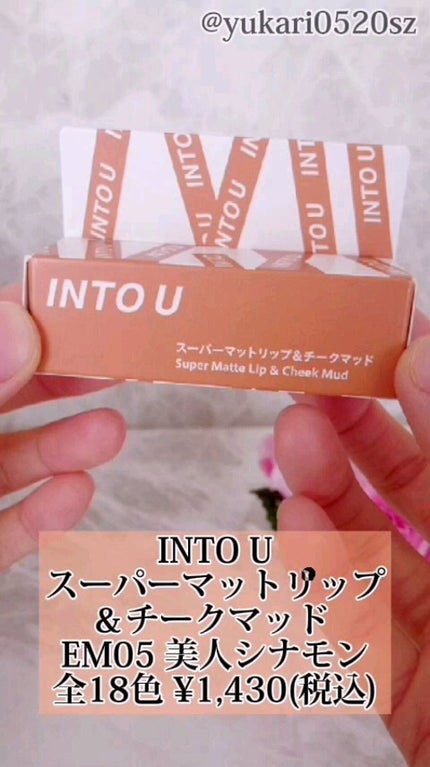 @yukari0520sz
INTO U
INTO U
INTO U
INTO U
INTO U
INTO U
スーパーマットリップ＆チークマッド
Super Matte Lip & Cheek Mud
INTO U
スーパーマットリップ
＆チークマッド
EM05 美人シナモン
全18色 ¥1,430(税込)